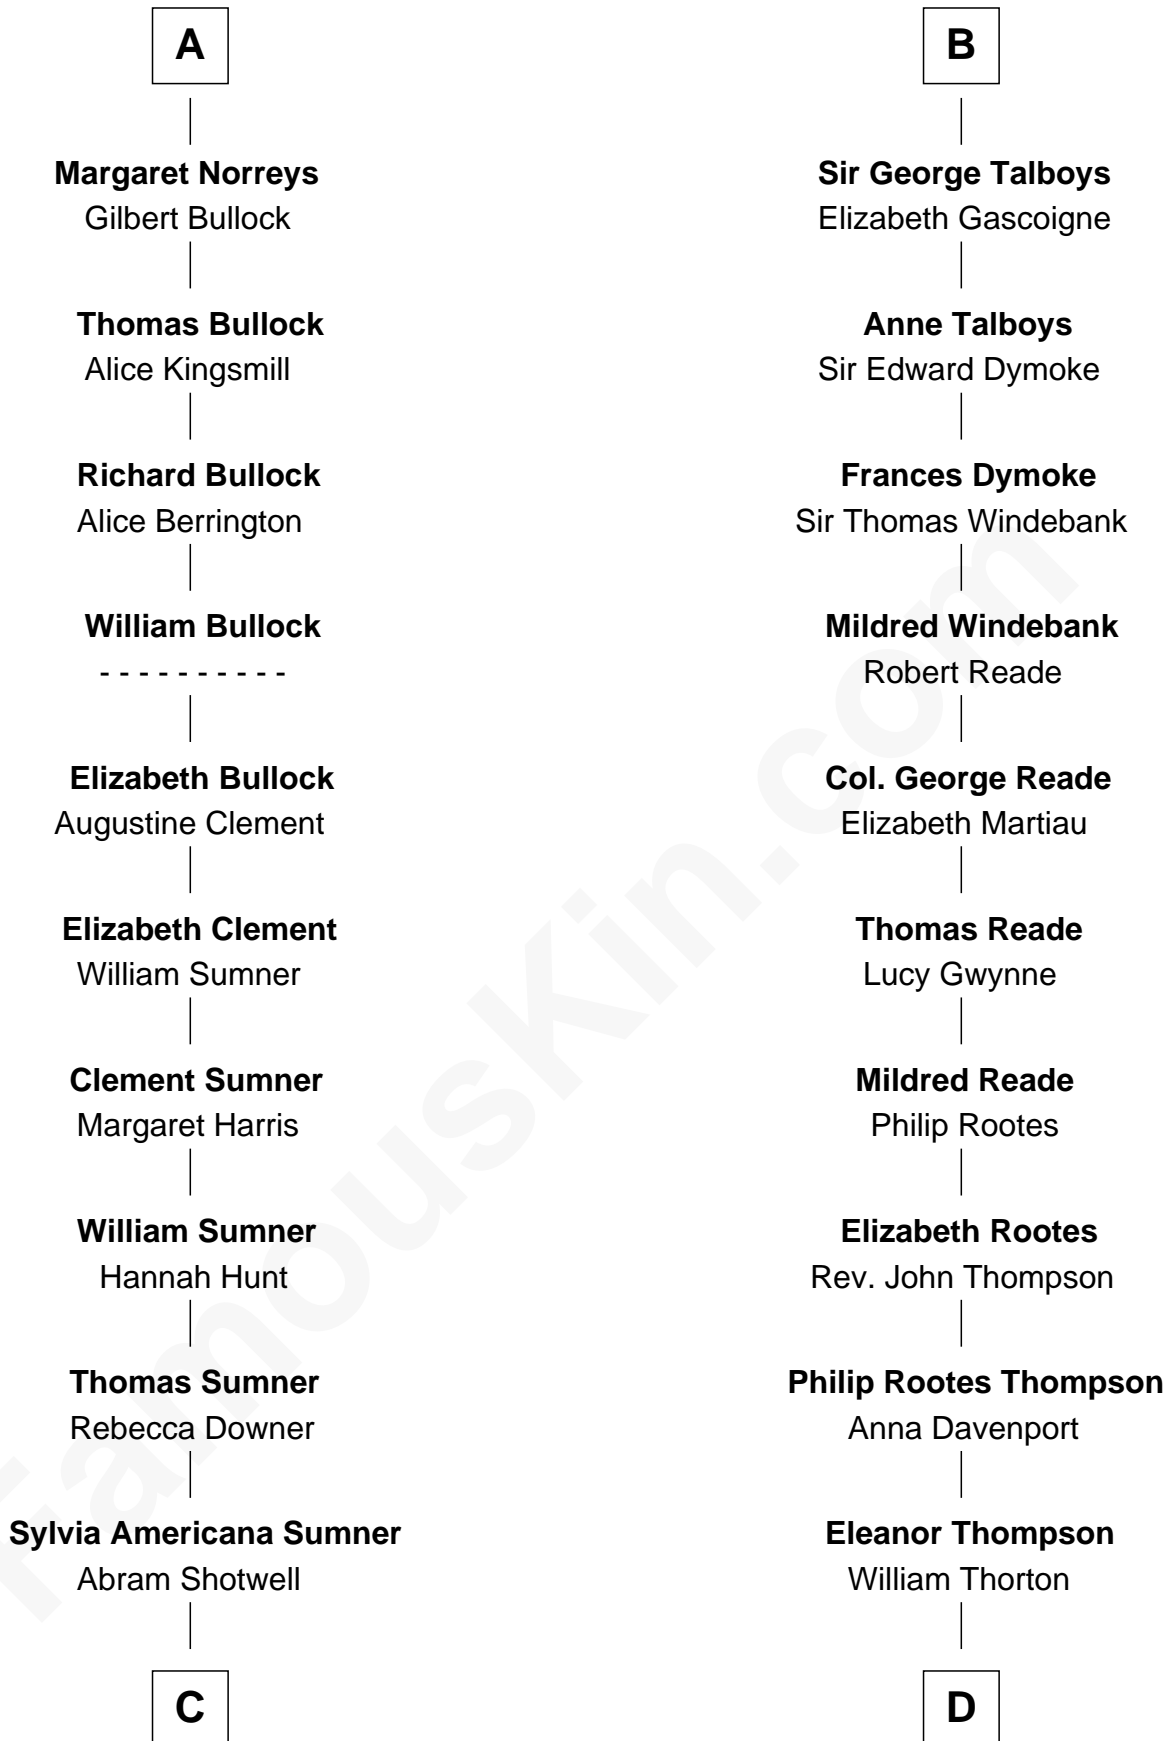 A
Margaret Norreys
Gilbert Bullock
Thomas Bullock
Alice Kingsmill
Richard Bullock
Alice Berrington
William Bullock
- - - - - - - - - -
Elizabeth Bullock
Augustine Clement
Elizabeth Clement
William Sumner
Clement Sumner
Margaret Harris
William Sumner
Hannah Hunt
Thomas Sumner
Rebecca Downer
Sylvia Americana Sumner
Abram Shotwell
C
B
Sir George Talboys
Elizabeth Gascoigne
Anne Talboys
Sir Edward Dymoke
Frances Dymoke
Sir Thomas Windebank
Mildred Windebank
Robert Reade
Col. George Reade
Elizabeth Martiau
Thomas Reade
Lucy Gwynne
Mildred Reade
Philip Rootes
Elizabeth Rootes
Rev. John Thompson
Philip Rootes Thompson
Anna Davenport
Eleanor Thompson
William Thorton
D
FamousKin.com